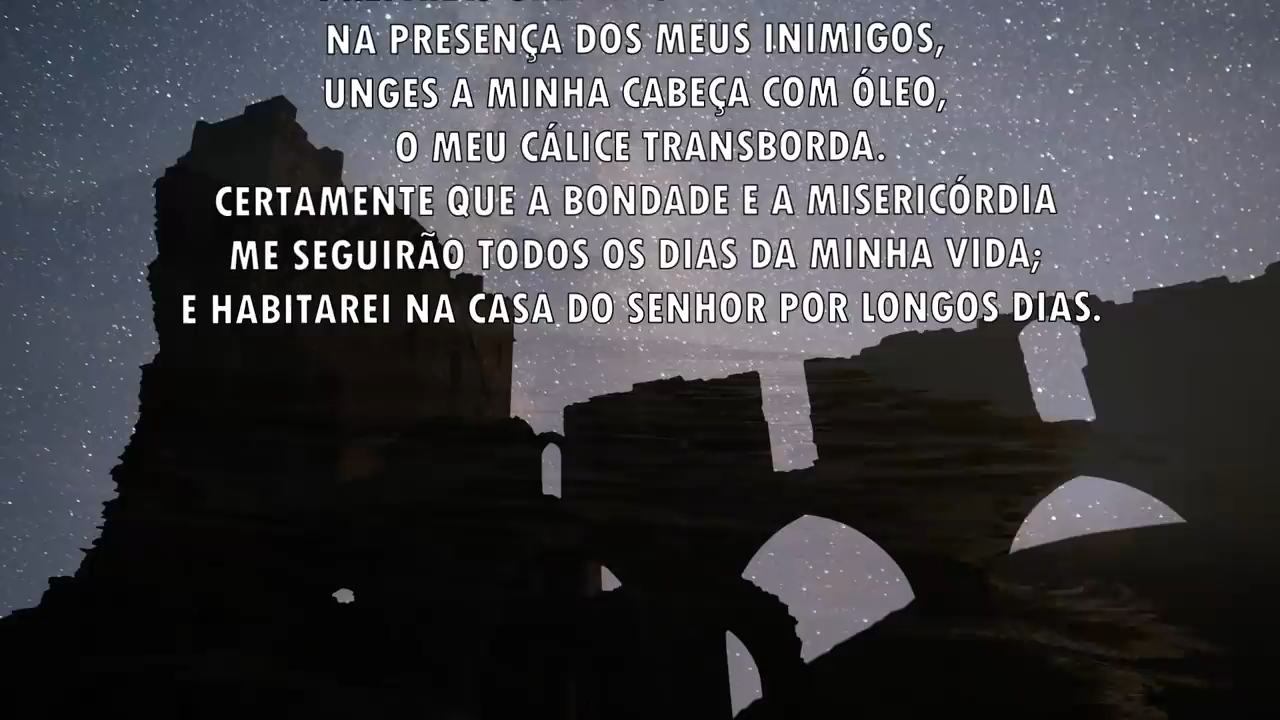 NA PRESENÇA DOS MEUS INIMIGOS,
UNGES A MINHA CABEÇA COM ÓLEO,
O MEU CÁLICE TRANSBORDA.
CERTAMENTE QUE A BONDADE E A MISERICÓRDIA
ME SEGUIRÃO TODOS OS DIAS DA MINHA VIDA;
E HABITAREI NA CASA DO SENHOR POR LONGOS DIAS.